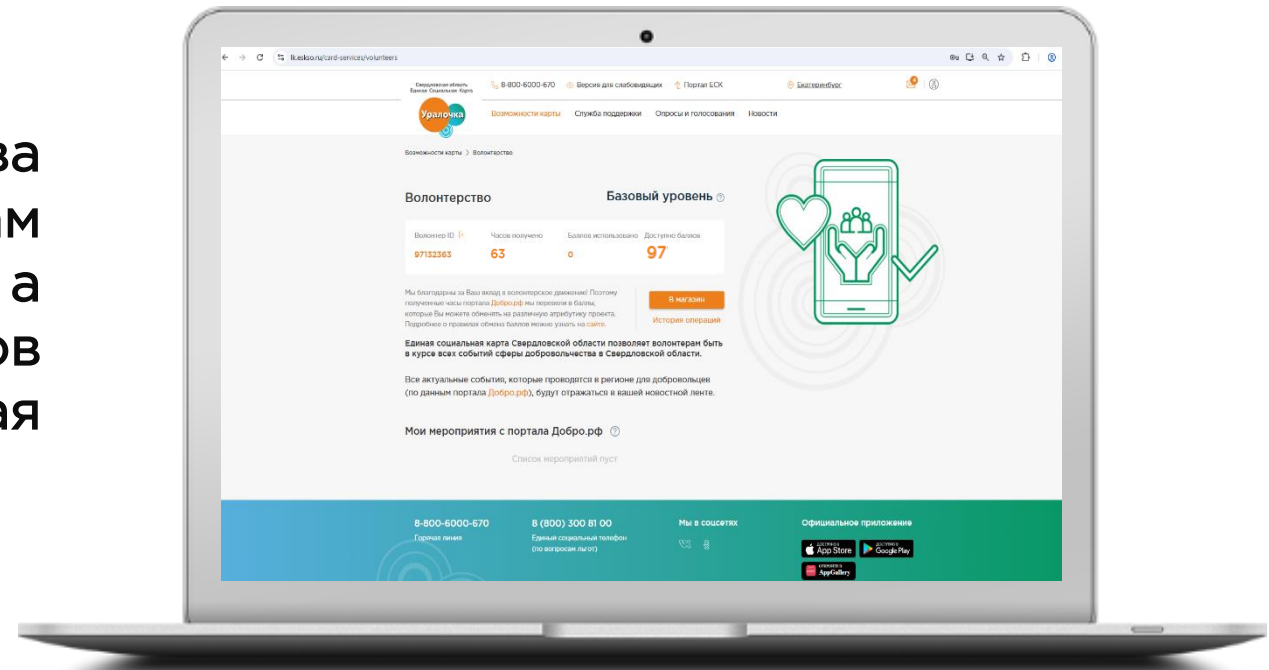 ва
ам
а
ов
ая
lk.eskso.ru/card-services/volunteers
Свердловская область
Единая Социальная Карта
8-800-6000-670
Версия для слабовидящих
Портал ЕСК
Екатеринбург
Уралочка
Возможности карты
Служба поддержки
Опросы и голосования
Новости
Возможности карты > Волонтерство
Волонтерство
Базовый уровень
Волонтер ID
Часов получено
Баллов использовано
Доступно баллов
97132363
63
0
97
Мы благодарны за Ваш вклад в волонтерское движение! Поэтому
полученные часы портала Добро.рф мы перевели в баллы,
которые Вы можете обменять на различную атрибутику проекта.
Подробнее о правилах обмена баллов можно узнать на сайте.
В магазин
История операций
Единая социальная карта Свердловской области позволяет волонтерам быть
в курсе всех событий сферы добровольчества в Свердловской области.
Все актуальные события, которые проводятся в регионе для добровольцев
(по данным портала Добро.рф), будут отражаться в вашей новостной ленте.
Мои мероприятия с портала Добро.рф
Список мероприятий пуст
8-800-6000-670
Горячая линия
8 (800) 300 81 00
Единый социальный телефон
(по вопросам льгот)
Мы в соцсетях
Официальное приложение
App Store
Google Play
AppGallery